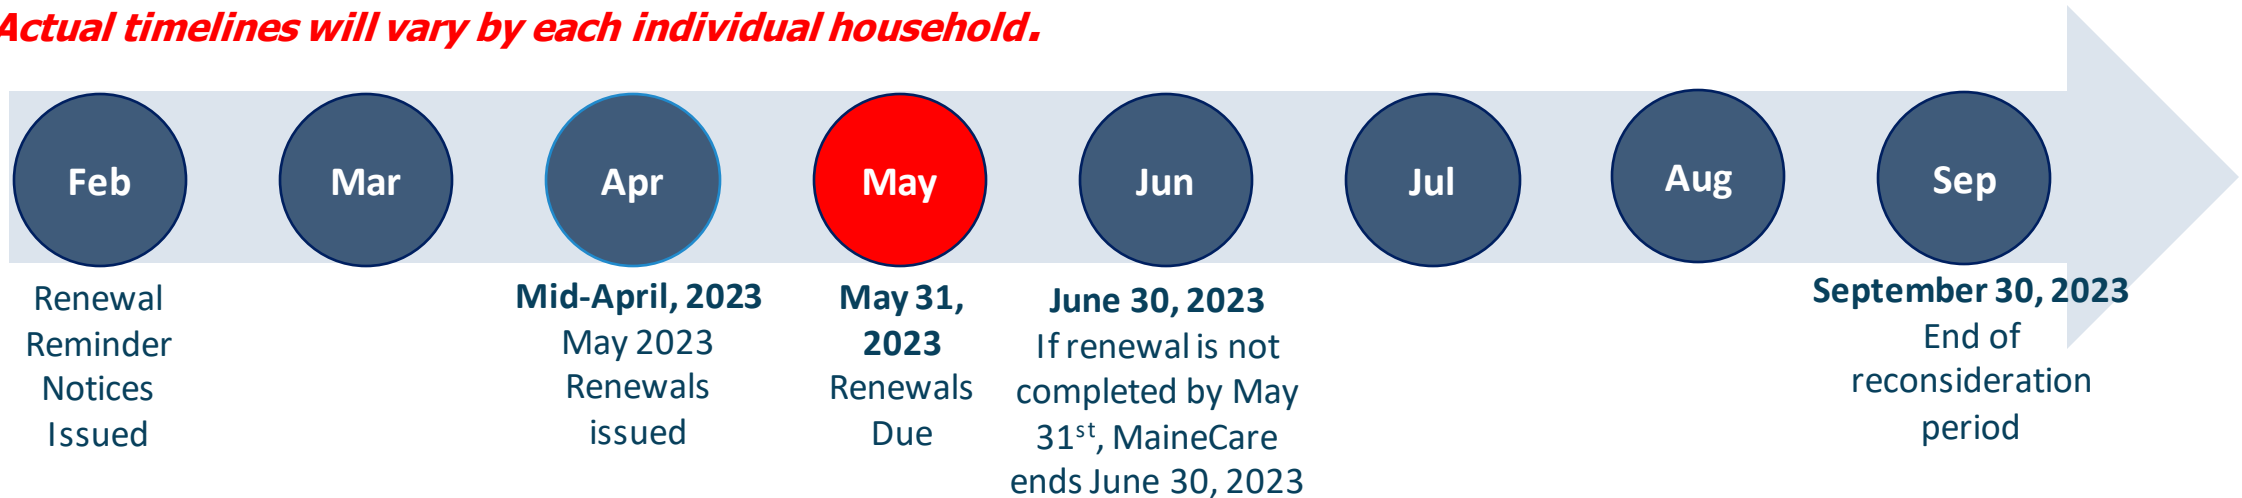 Actual timelines will vary by each individual household.
Feb
Mar
Apr
May
Jun
Jul
Aug
Sep
Renewal
Reminder
Notices
Issued
Mid-April, 2023
May 2023
Renewals
issued
May 31,
2023
Renewals
Due
June 30, 2023
If renewal is not
completed by May
31st, MaineCare
ends June 30, 2023
September 30, 2023
End of
reconsideration
period